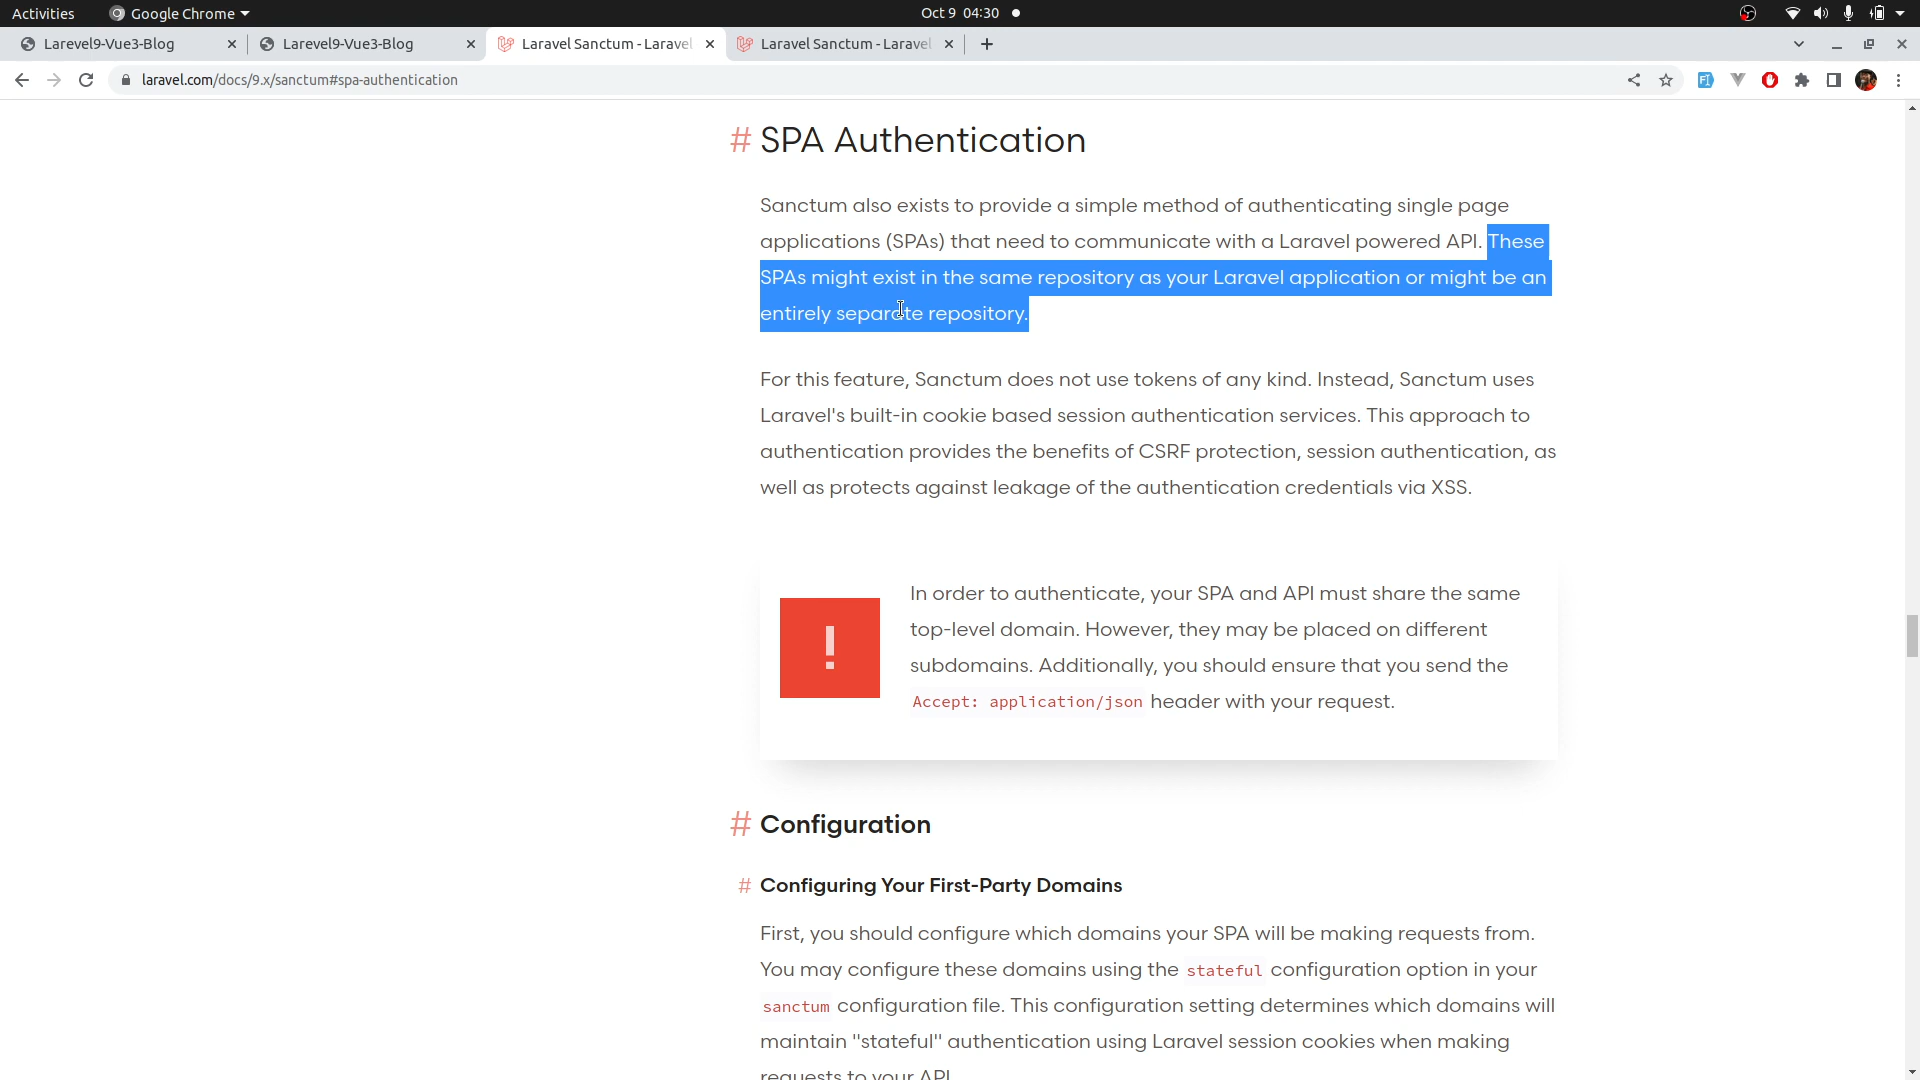 Activities
Google Chrome
Oct 9 04:30
Larevel9-Vue3-Blog
Larevel9-Vue3-Blog
Laravel Sanctum - Laravel
Laravel Sanctum - Laravel
laravel.com/docs/9.x/sanctum#spa-authentication
# SPA Authentication
Sanctum also exists to provide a simple method of authenticating single page
applications (SPAs) that need to communicate with a Laravel powered API. These
SPAs might exist in the same repository as your Laravel application or might be an
entirely separate repository.
For this feature, Sanctum does not use tokens of any kind. Instead, Sanctum uses
Laravel's built-in cookie based session authentication services. This approach to
authentication provides the benefits of CSRF protection, session authentication, as
well as protects against leakage of the authentication credentials via XSS.
!
In order to authenticate, your SPA and API must share the same
top-level domain. However, they may be placed on different
subdomains. Additionally, you should ensure that you send the
Accept: application/json header with your request.
# Configuration
# Configuring Your First-Party Domains
First, you should configure which domains your SPA will be making requests from.
You may configure these domains using the stateful configuration option in your
sanctum configuration file. This configuration setting determines which domains will
maintain "stateful" authentication using Laravel session cookies when making
requests to your API.